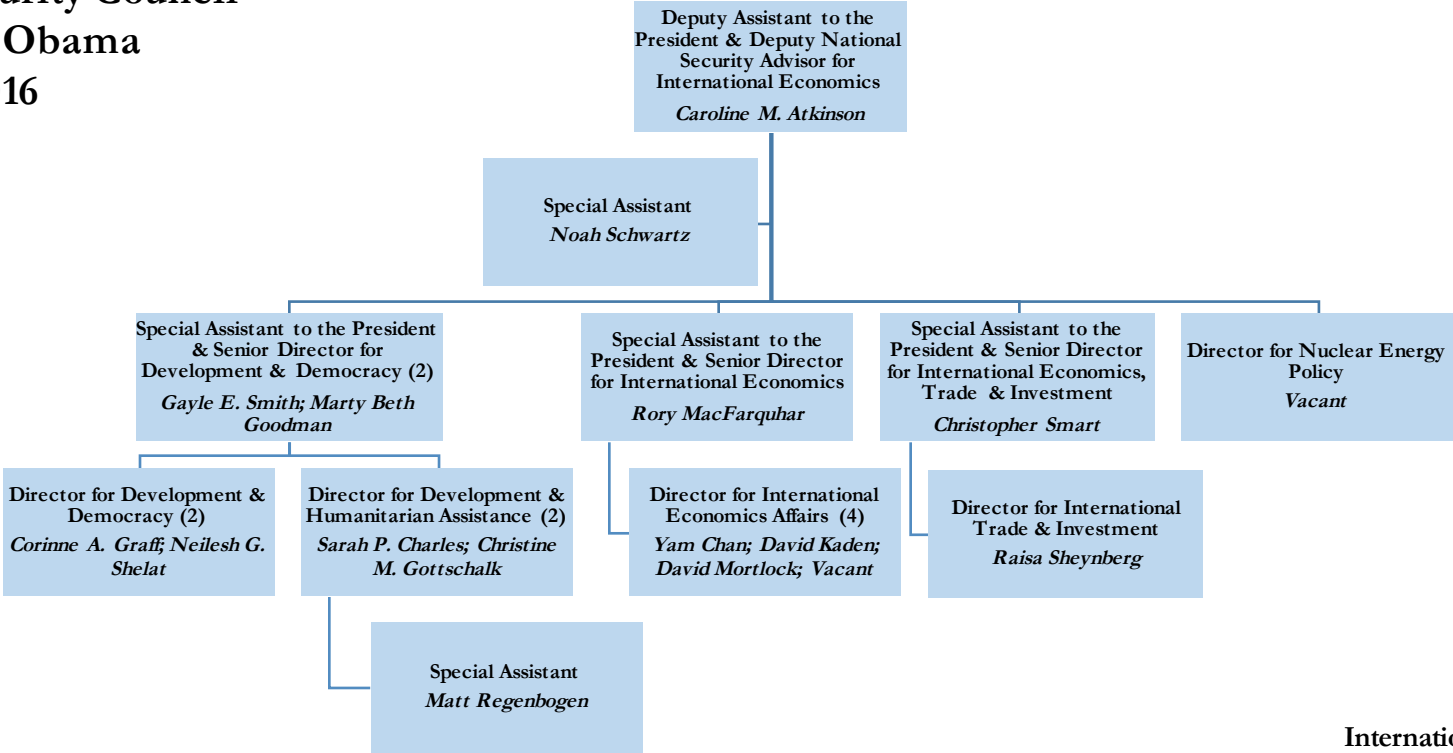 Obama
16
Deputy Assistant to the
President & Deputy National
Security Advisor for
International Economics
Caroline M. Atkinson
Special Assistant
Noah Schwartz
Special Assistant to the President
& Senior Director for
Development & Democracy (2)
Gayle E. Smith; Marty Beth
Goodman
Special Assistant to the
President & Senior Director
for International Economics
Rory MacFarquhar
Special Assistant to the
President & Senior Director
for International Economics,
Trade & Investment
Christopher Smart
Director for Nuclear Energy
Policy
Vacant
Director for Development &
Democracy (2)
Corinne A. Graff; Neilesh G.
Shelat
Director for Development &
Humanitarian Assistance (2)
Sarah P. Charles; Christine
M. Gottschalk
Director for International
Economics Affairs (4)
Yam Chan; David Kaden;
David Mortlock; Vacant
Director for International
Trade & Investment
Raisa Sheynberg
Special Assistant
Matt Regenbogen